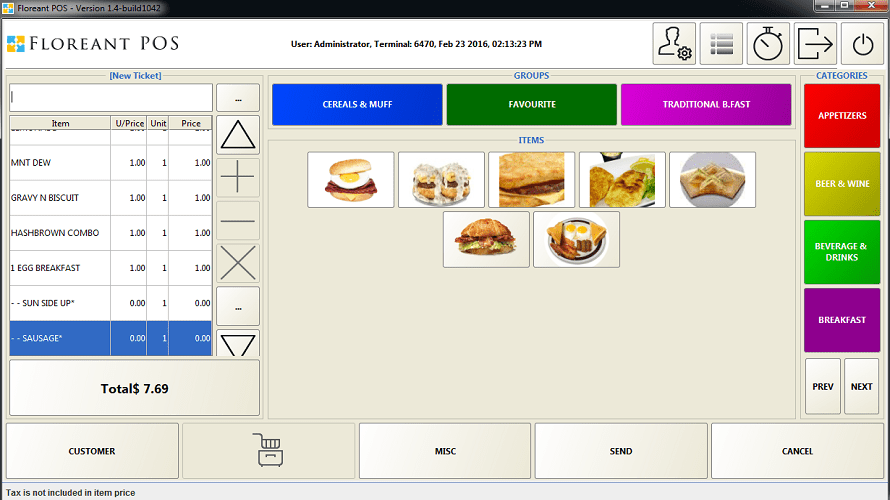 Floreant POS - Version 1.4-build1042
FLOREANT POS
User: Administrator, Terminal: 6470, Feb 23 2016, 02:13:23 PM
[New Ticket]
...
Item U/Price Unit Price
MNT DEW 1.00 1 1.00
GRAVY N BISCUIT 1.00 1 1.00
HASHBROWN COMBO 1.00 1 1.00
1 EGG BREAKFAST 1.00 1 1.00
- - SUN SIDE UP* 0.00 1 0.00
- - SAUSAGE* 0.00 1 0.00
...
Total$ 7.69
GROUPS
CEREALS & MUFF
FAVOURITE
TRADITIONAL B.FAST
ITEMS
CATEGORIES
APPETIZERS
BEER & WINE
BEVERAGE &
DRINKS
BREAKFAST
PREV NEXT
CUSTOMER
MISC
SEND
CANCEL
Tax is not included in item price